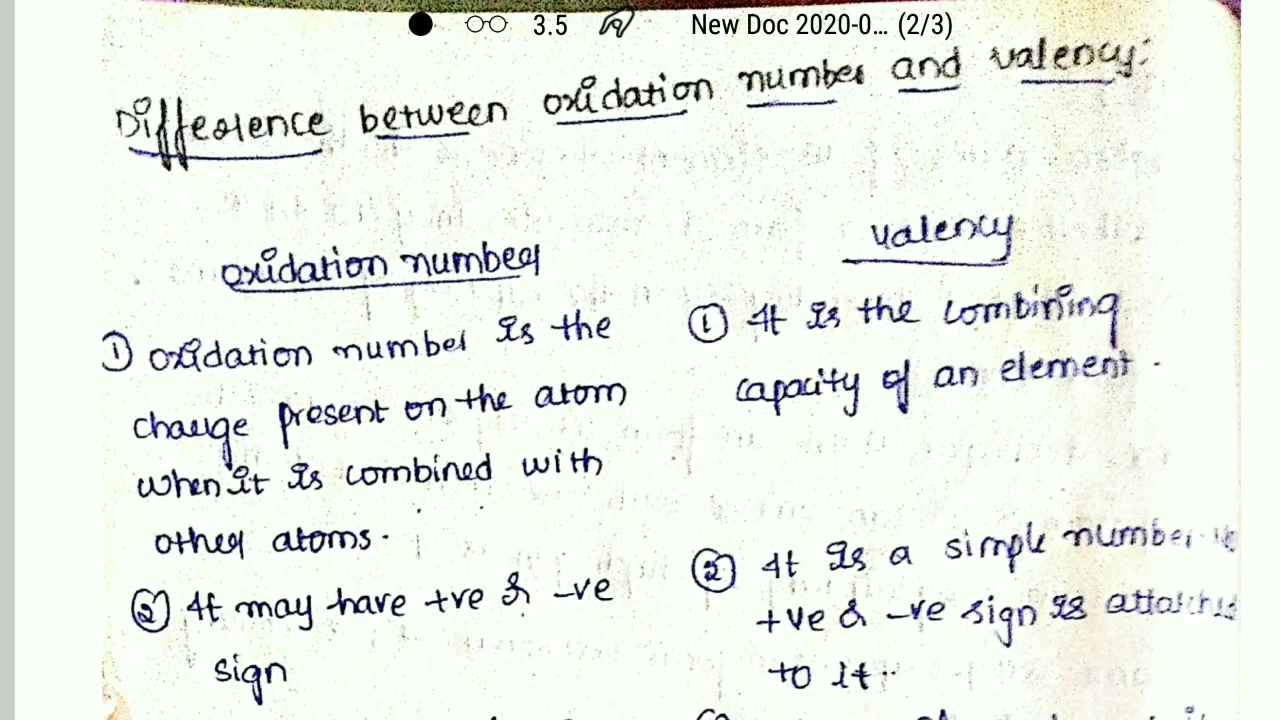 3.5 New Doc 2020-0... (2/3)
Difference between oxidation number and valency:
oxidation number
① oxidation number is the
charge present on the atom
when it is combined with
other atoms.
② It may have +ve & -ve
sign
valency
① It is the combining
capacity of an element.
② It is a simple number
+ve & -ve sign is attached
to it.